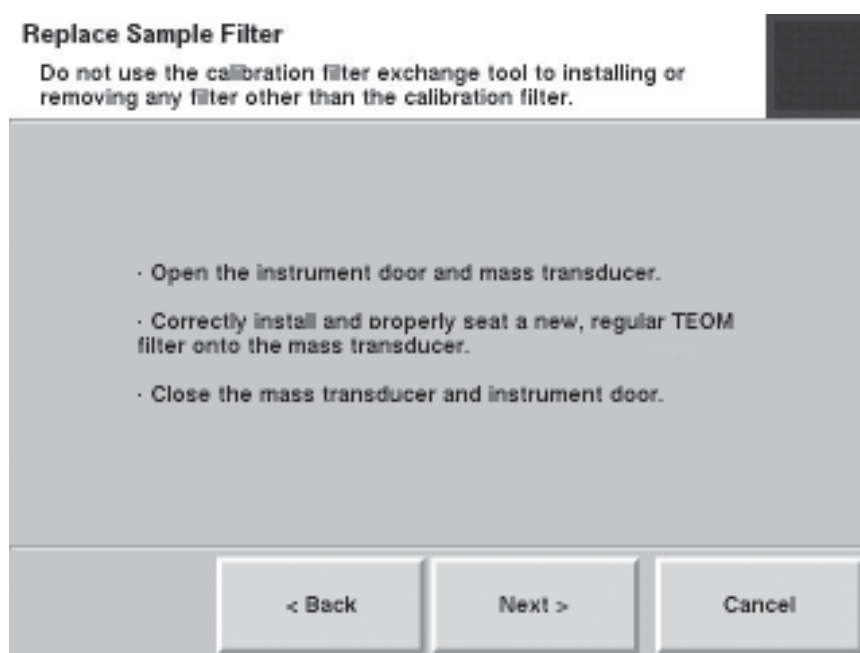 Replace Sample Filter
Do not use the calibration filter exchange tool to installing or
removing any filter other than the calibration filter.
· Open the instrument door and mass transducer.
· Correctly install and properly seat a new, regular TEOM
filter onto the mass transducer.
· Close the mass transducer and instrument door.
< Back
Next >
Cancel